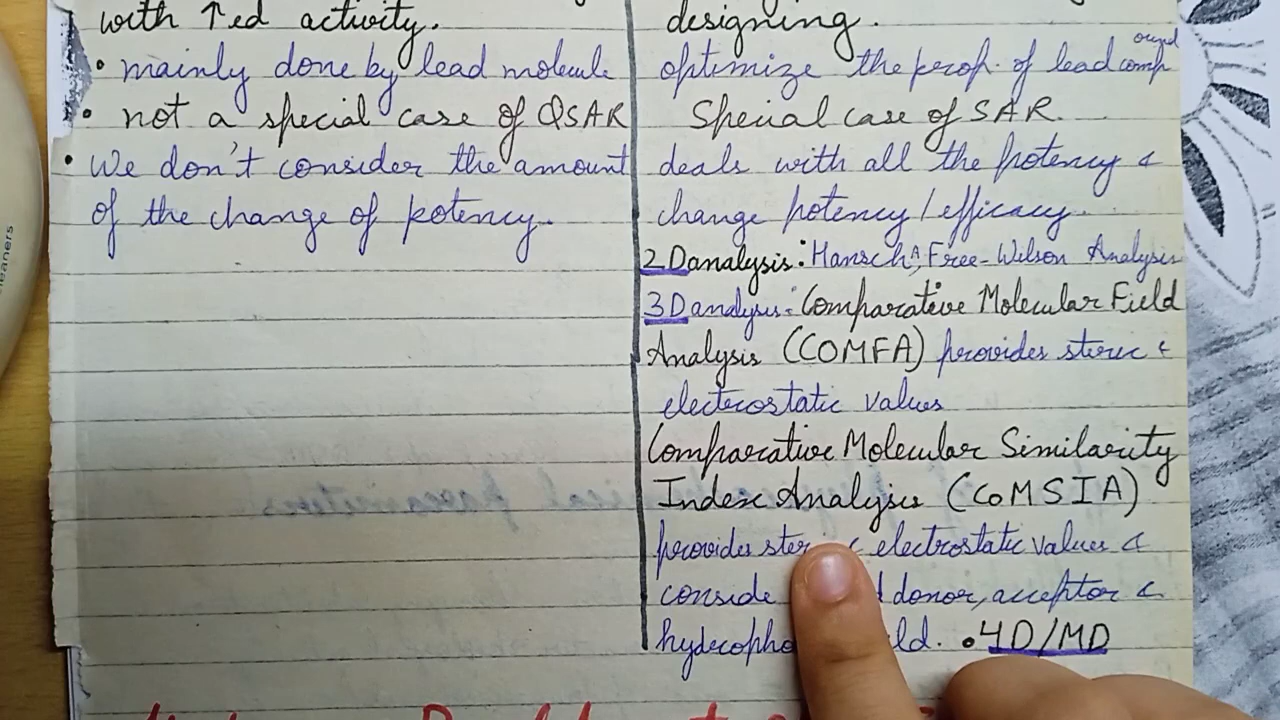 with ↑ed activity.
• mainly done by lead molecule
• not a special case of QSAR
• We don't consider the amount
of the change of potency.
designing.
optimize the prop. of lead compound
Special case of SAR.
deals with all the potency &
change potency / efficacy.
2D analysis: Hansch A, Free-Wilson Analysis
3D analysis: Comparative Molecular Field
Analysis (COMFA) provides steric &
electrostatic values
Comparative Molecular Similarity
Index Analysis (CoMSIA)
provides & electrostatic values &
donor, acceptor &
• 4D/MD
cleaners